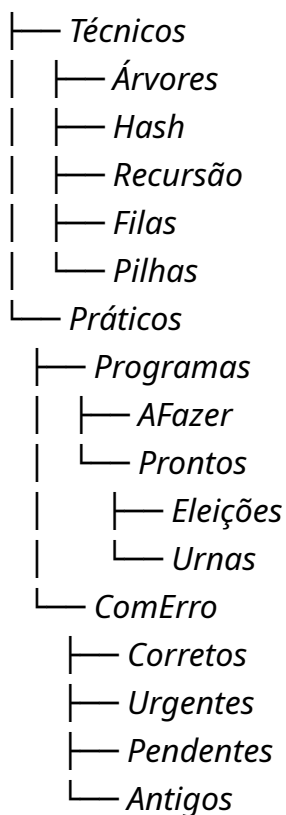 ├── Técnicos
│   ├── Árvores
│   ├── Hash
│   ├── Recursão
│   ├── Filas
│   └── Pilhas
└── Práticos
    ├── Programas
    │   ├── AFazer
    │   └── Prontos
    │       ├── Eleições
    │       └── Urnas
    └── ComErro
        ├── Corretos
        ├── Urgentes
        ├── Pendentes
        └── Antigos